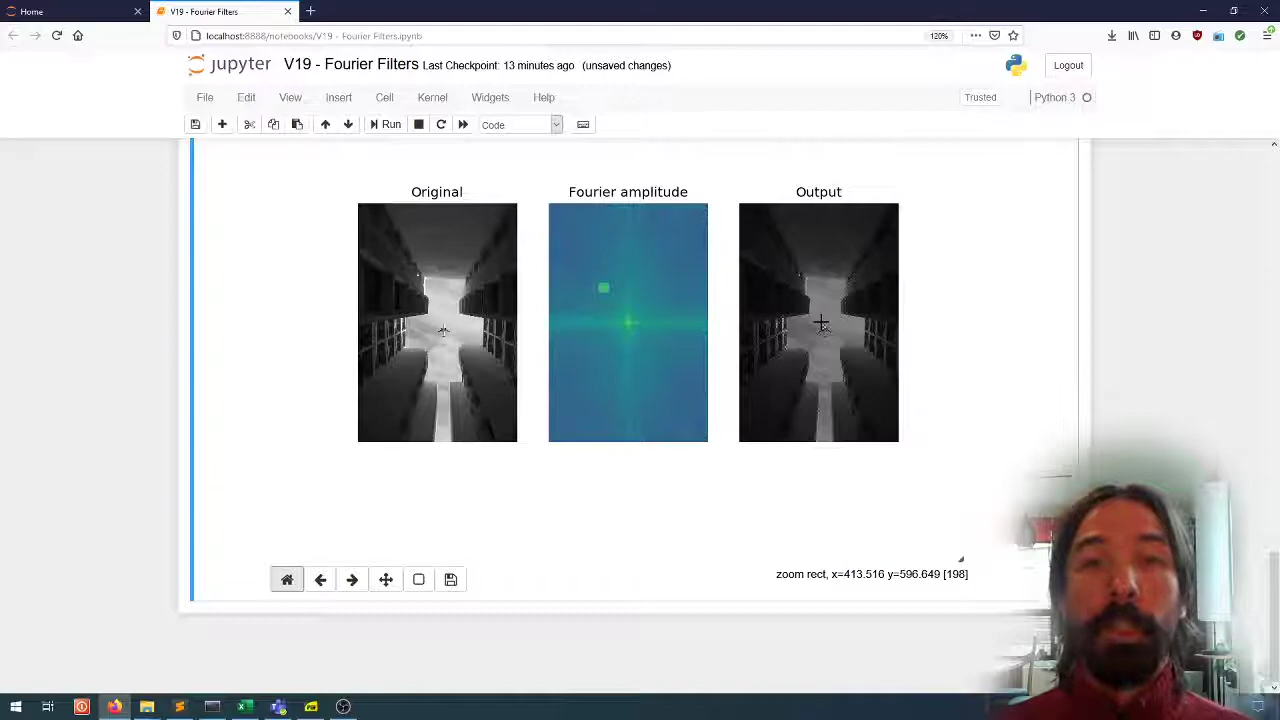 Home
V19 - Fourier Filters
localhost:8888/notebooks/V19 - Fourier Filters.ipynb
120%
jupyter V19 - Fourier Filters Last Checkpoint: 13 minutes ago (unsaved changes)
Logout
File Edit View Insert Cell Kernel Widgets Help
Trusted
Python 3
Run
Code
Original
Fourier amplitude
Output
zoom rect, x=413.516 y=596.649 [198]